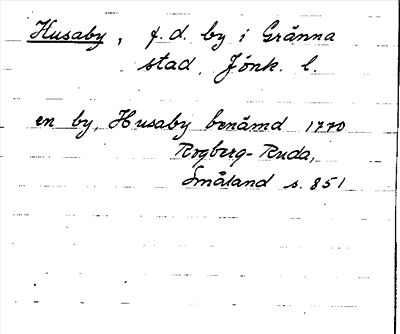 Husaby, f.d. by i Gränna
stad, Jönk. l.
en by, Husaby benämd 1770
Rogberg-Ruda,
Småland s. 851